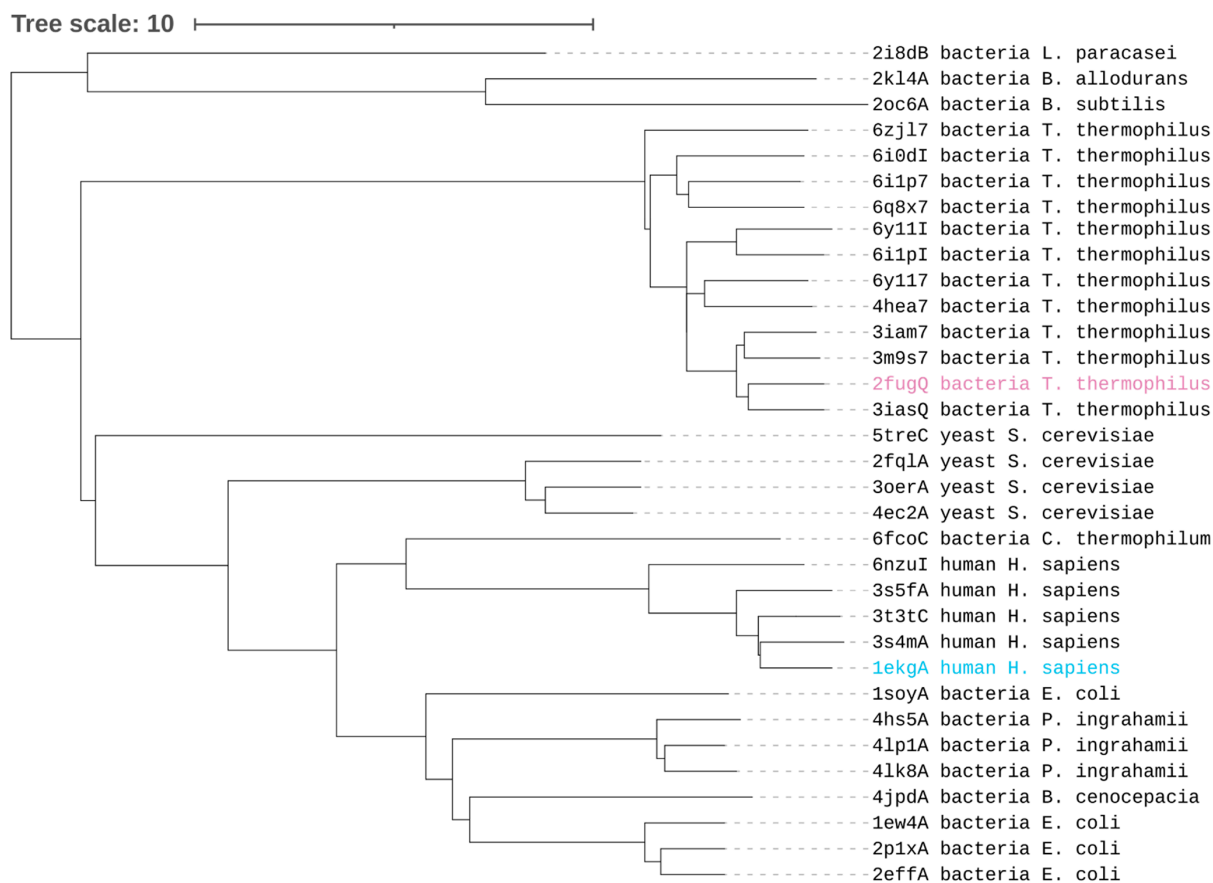 Tree scale: 10
2i8dB bacteria L. paracasei
2kl4A bacteria B. allodurans
2oc6A bacteria B. subtilis
6zjl7 bacteria T. thermophilus
6i0dI bacteria T. thermophilus
6i1p7 bacteria T. thermophilus
6q8x7 bacteria T. thermophilus
6y11I bacteria T. thermophilus
6i1pI bacteria T. thermophilus
6y117 bacteria T. thermophilus
4hea7 bacteria T. thermophilus
3iam7 bacteria T. thermophilus
3m9s7 bacteria T. thermophilus
2fugQ bacteria T. thermophilus
3iasQ bacteria T. thermophilus
5treC yeast S. cerevisiae
2fqlA yeast S. cerevisiae
3oerA yeast S. cerevisiae
4ec2A yeast S. cerevisiae
6fcoC bacteria C. thermophilum
6nzuI human H. sapiens
3s5fA human H. sapiens
3t3tC human H. sapiens
3s4mA human H. sapiens
1ekgA human H. sapiens
1soyA bacteria E. coli
4hs5A bacteria P. ingrahamii
4lp1A bacteria P. ingrahamii
4lk8A bacteria P. ingrahamii
4jpdA bacteria B. cenocepacia
1ew4A bacteria E. coli
2p1xA bacteria E. coli
2effA bacteria E. coli